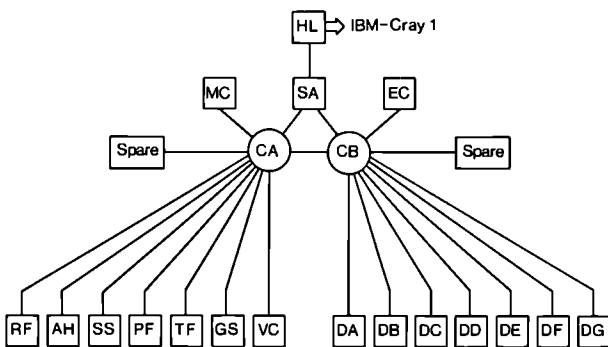 HL IBM-Cray 1
MC SA EC
Spare CA CB Spare
RF AH SS PF TF GS VC DA DB DC DD DE DF DG